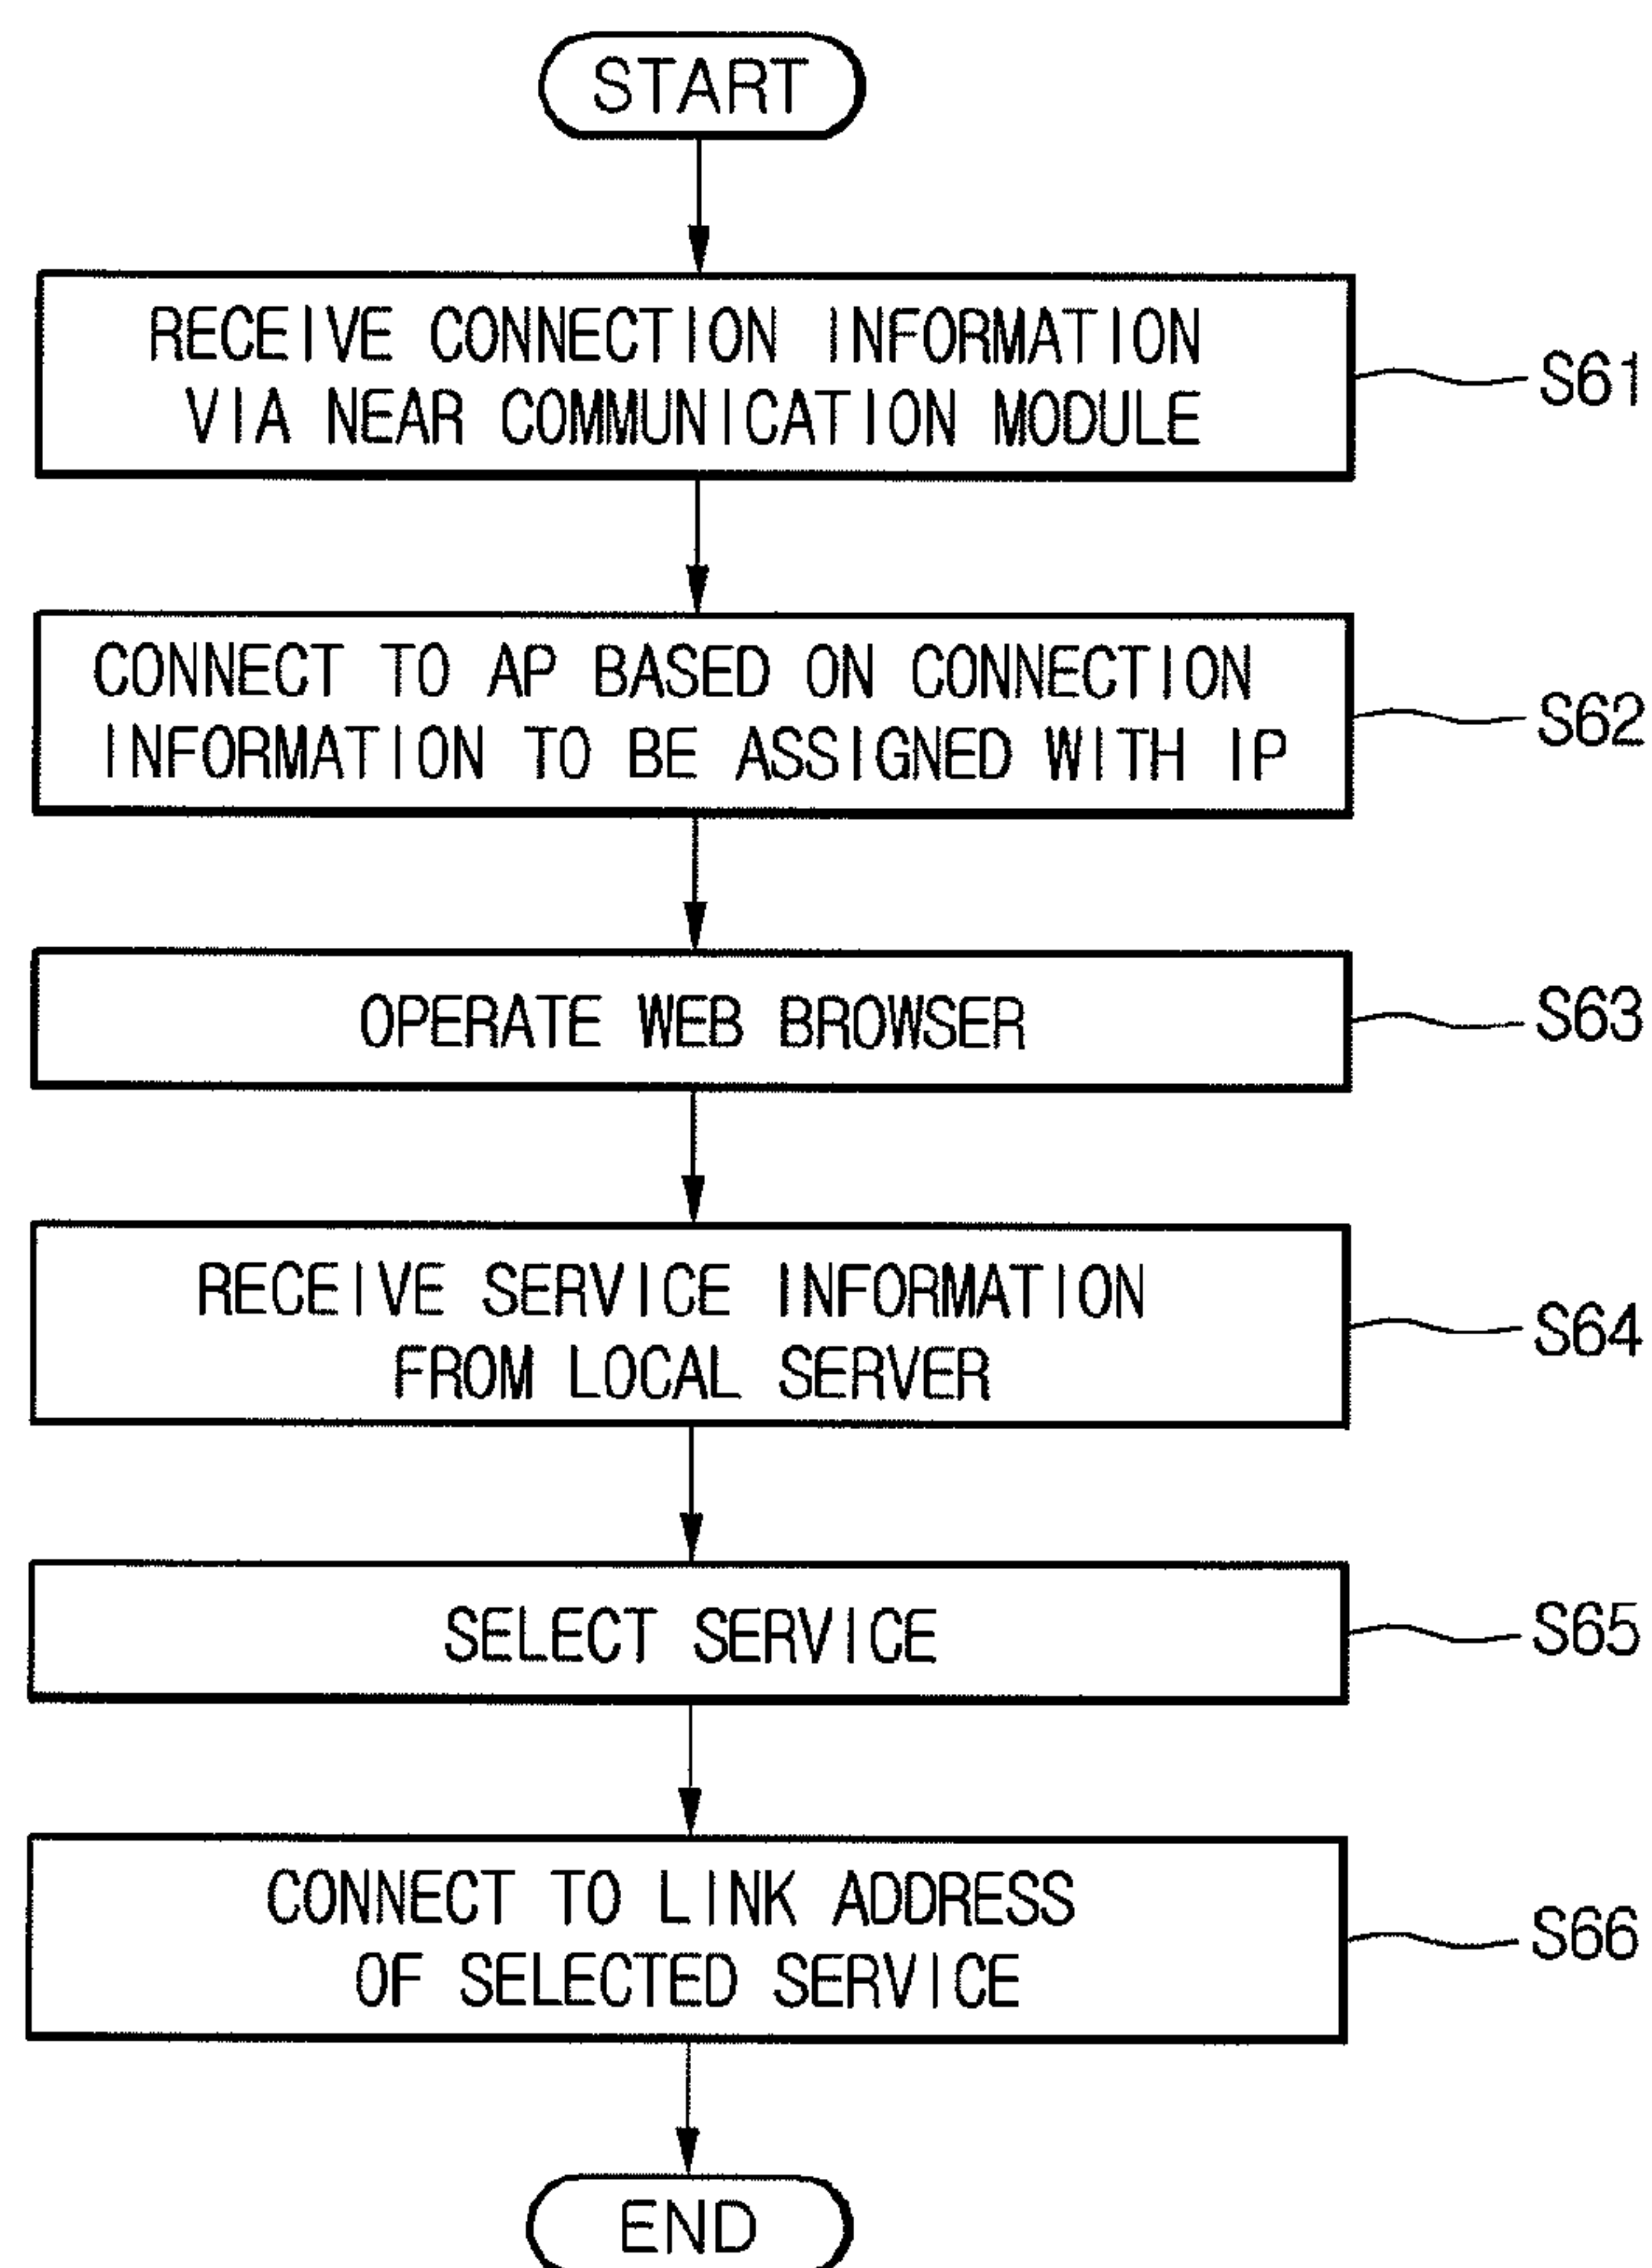 START
RECEIVE CONNECTION INFORMATION
VIA NEAR COMMUNICATION MODULE
S61
CONNECT TO AP BASED ON CONNECTION
INFORMATION TO BE ASSIGNED WITH IP
S62
OPERATE WEB BROWSER
S63
RECEIVE SERVICE INFORMATION
FROM LOCAL SERVER
S64
SELECT SERVICE
S65
CONNECT TO LINK ADDRESS
OF SELECTED SERVICE
S66
END